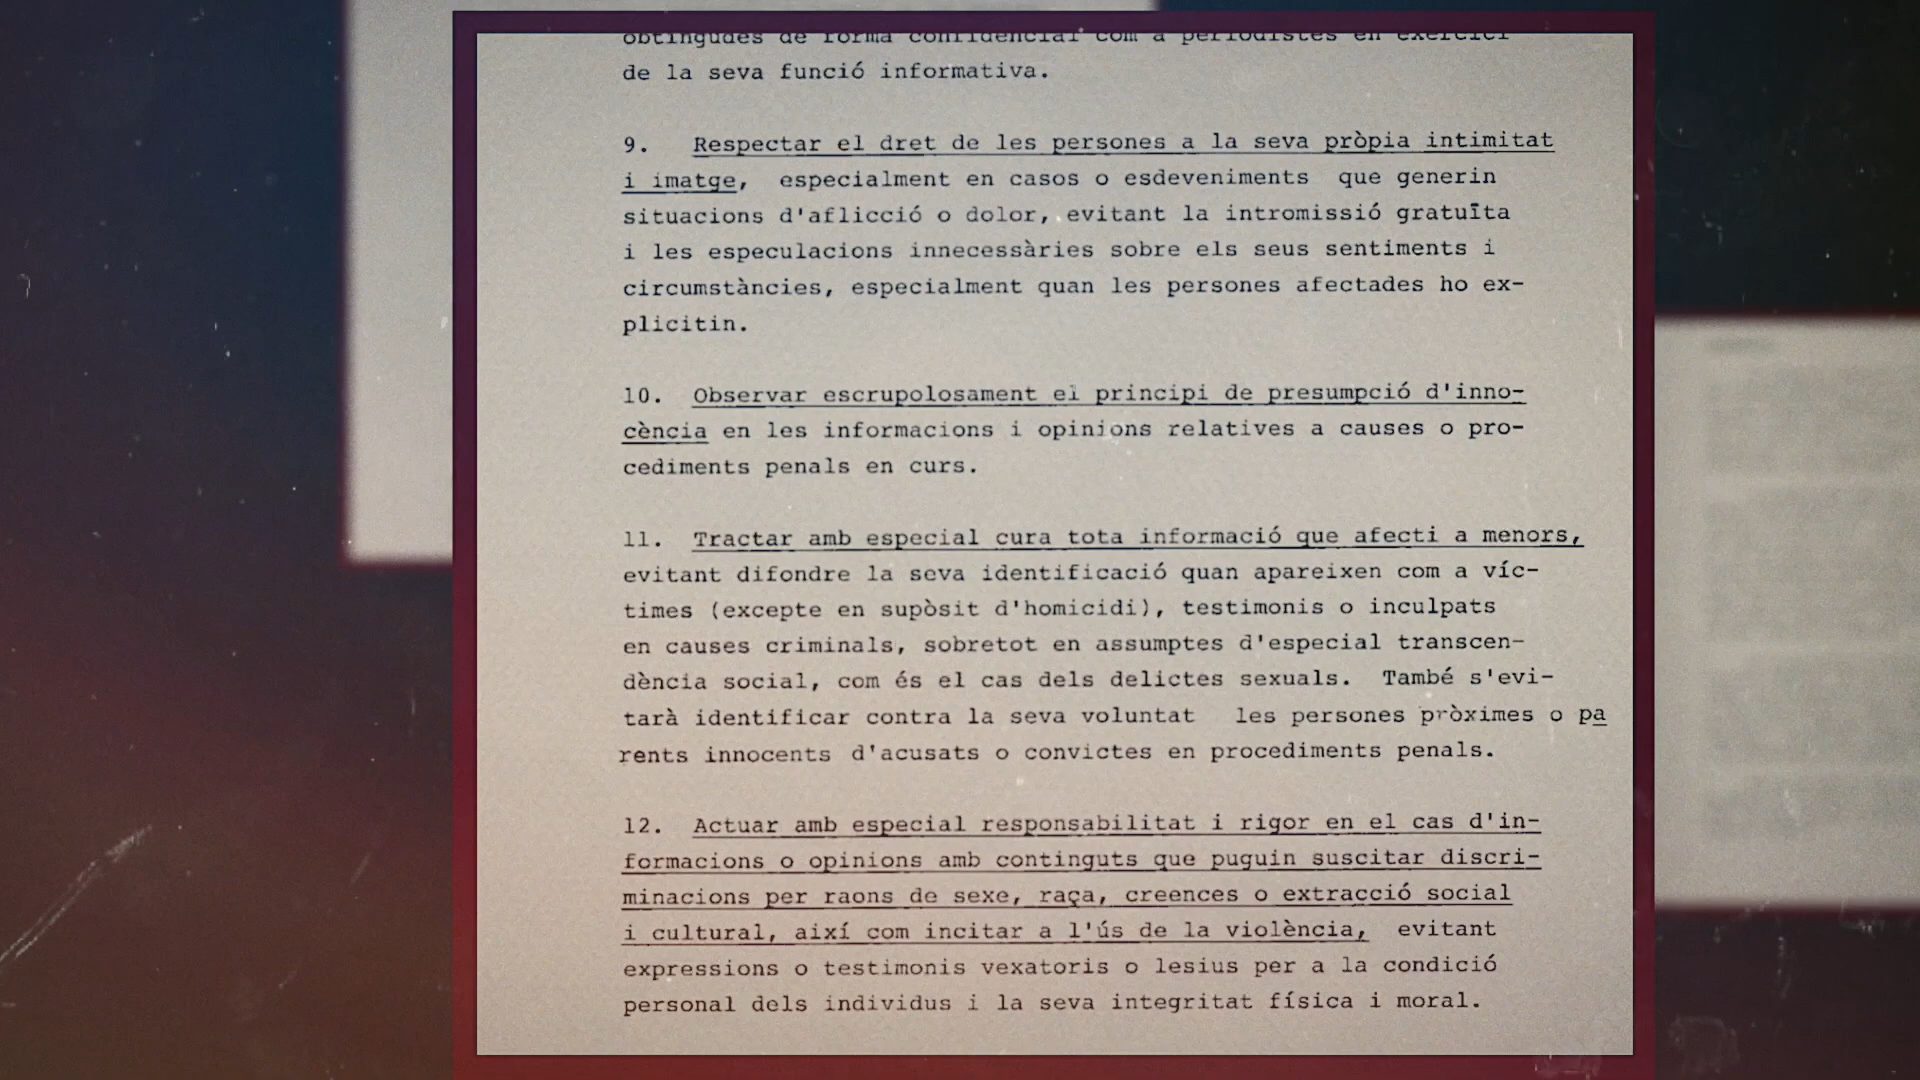 obtingudes de forma confidencial com a periodistes en exercici
de la seva funció informativa.
9. Respectar el dret de les persones a la seva pròpia intimitat
i imatge, especialment en casos o esdeveniments que generin
situacions d'aflicció o dolor, evitant la intromissió gratuïta
i les especulacions innecessàries sobre els seus sentiments i
circumstàncies, especialment quan les persones afectades ho ex-
plicitin.
10. Observar escrupolosament el principi de presumpció d'inno-
cència en les informacions i opinions relatives a causes o pro-
cediments penals en curs.
11. Tractar amb especial cura tota informació que afecti a menors,
evitant difondre la seva identificació quan apareixen com a víc-
times (excepte en supòsit d'homicidi), testimonis o inculpats
en causes criminals, sobretot en assumptes d'especial transcen-
dència social, com és el cas dels delictes sexuals. També s'evi-
tarà identificar contra la seva voluntat les persones pròximes o pa
rents innocents d'acusats o convictes en procediments penals.
12. Actuar amb especial responsabilitat i rigor en el cas d'in-
formacions o opinions amb continguts que puguin suscitar discri-
minacions per raons de sexe, raça, creences o extracció social
i cultural, així com incitar a l'ús de la violència, evitant
expressions o testimonis vexatoris o lesius per a la condició
personal dels individus i la seva integritat física i moral.